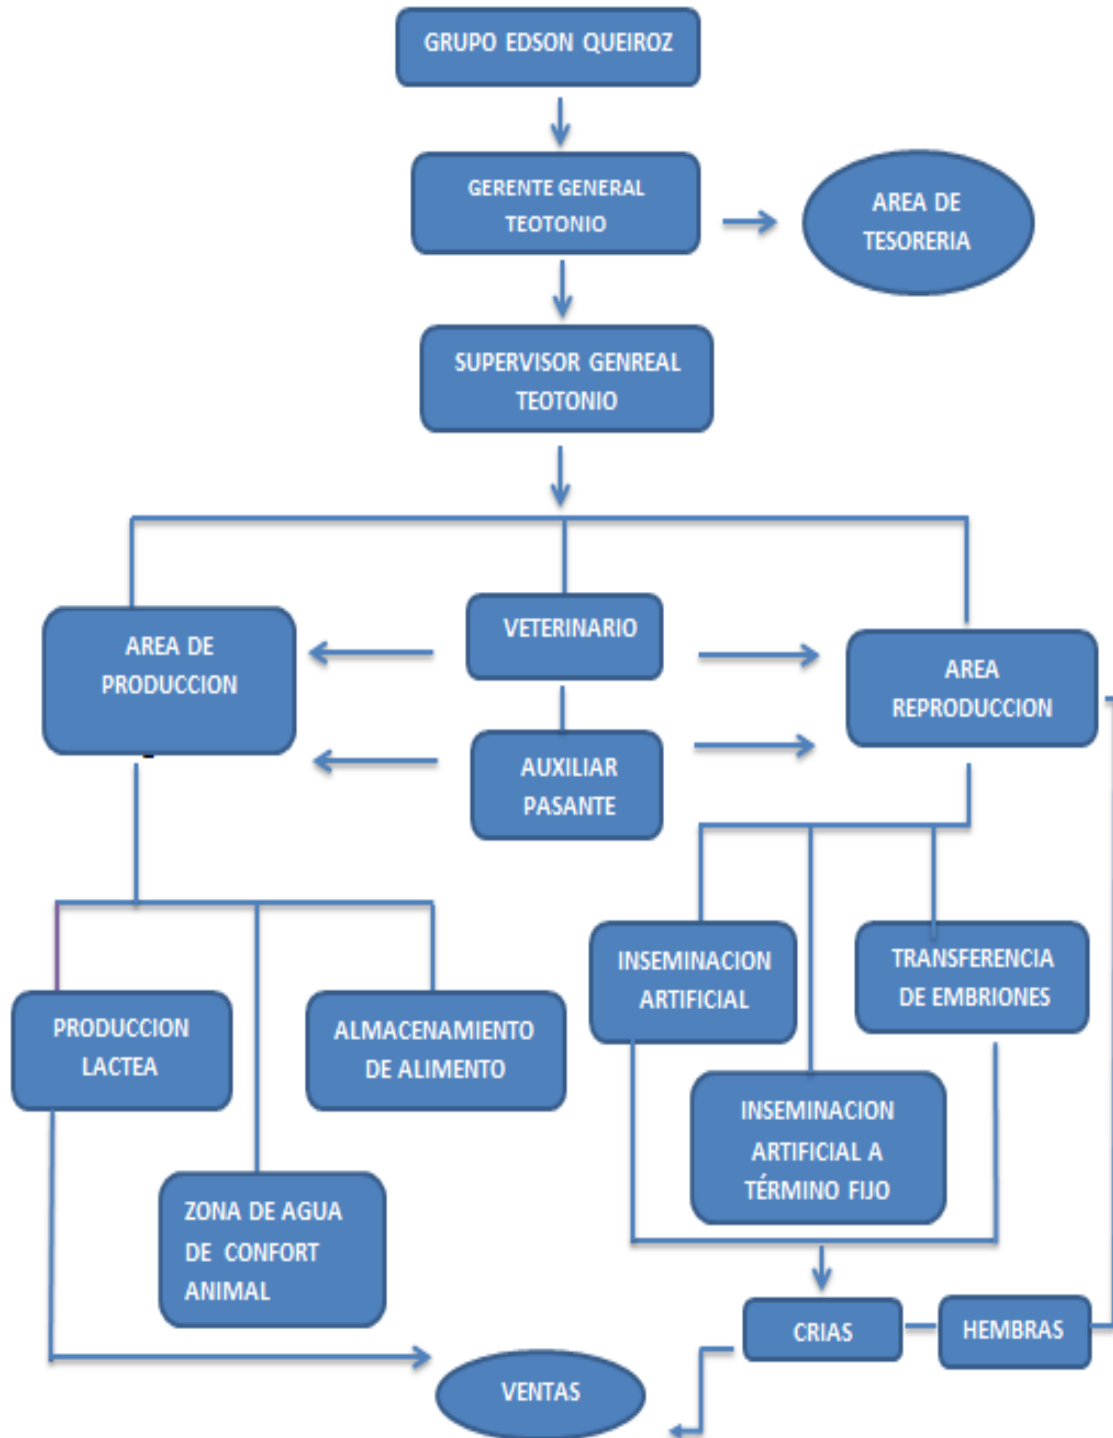 GRUPO EDSON QUEIROZ
GERENTE GENERAL
TEOTONIO
AREA DE
TESORERIA
SUPERVISOR GENREAL
TEOTONIO
AREA DE
PRODUCCION
VETERINARIO
AREA
REPRODUCCION
AUXILIAR
PASANTE
INSEMINACION
ARTIFICIAL
TRANSFERENCIA
DE EMBRIONES
PRODUCCION
LACTEA
ALMACENAMIENTO
DE ALIMENTO
INSEMINACION
ARTIFICIAL A
TÉRMINO FIJO
ZONA DE AGUA
DE CONFORT
ANIMAL
CRIAS
HEMBRAS
VENTAS